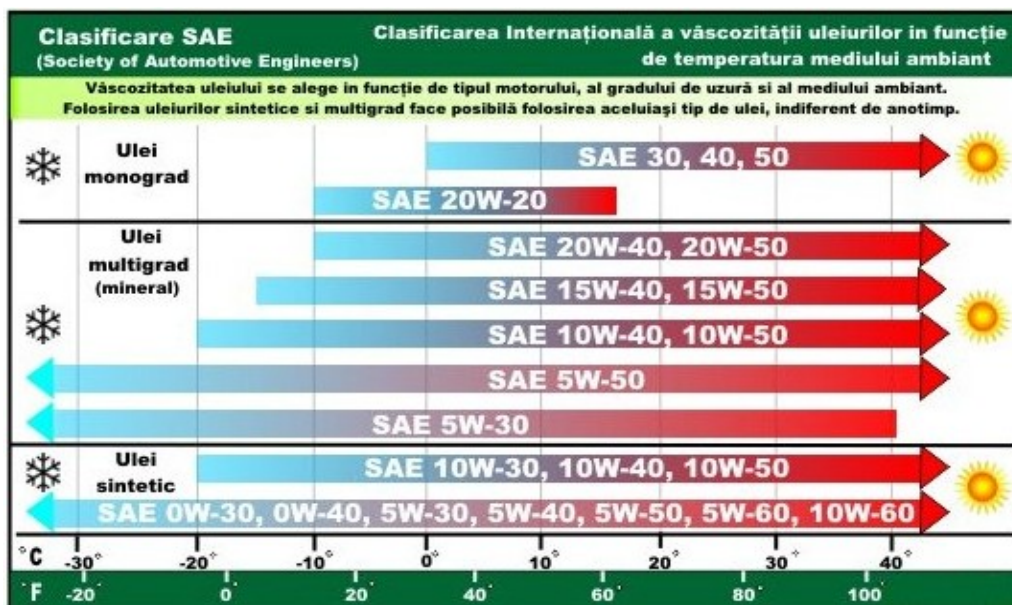 Clasificare SAE
(Society of Automotive Engineers)
Clasificarea Internațională a vâscozității uleiurilor in funcție
de temperatura mediului ambiant
Vâscozitatea uleiului se alege in funcție de tipul motorului, al gradului de uzură si al mediului ambiant.
Folosirea uleiurilor sintetice si multigrad face posibilă folosirea aceluiași tip de ulei, indiferent de anotimp.
Ulei
monograd
SAE 30, 40, 50
SAE 20W-20
Ulei
multigrad
(mineral)
SAE 20W-40, 20W-50
SAE 15W-40, 15W-50
SAE 10W-40, 10W-50
SAE 5W-50
SAE 5W-30
Ulei
sintetic
SAE 10W-30, 10W-40, 10W-50
SAE 0W-30, 0W-40, 5W-30, 5W-40, 5W-50, 5W-60, 10W-60
°C -30° -20° -10° 0° 10° 20° 30° 40°
°F -20° 0° 20° 40° 60° 80° 100°